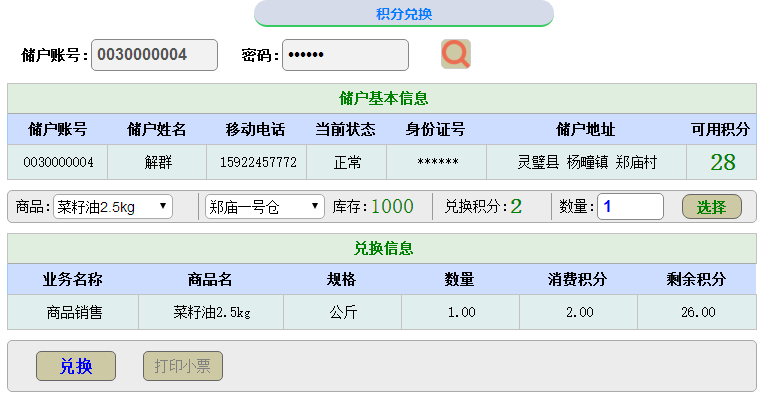 积分兑换
储户账号: 0030000004 密码: ••••••
储户基本信息
储户账号 储户姓名 移动电话 当前状态 身份证号 储户地址 可用积分
0030000004 解群 15922457772 正常 ****** 灵璧县 杨疃镇 郑庙村 28
商品: 菜籽油2.5kg 郑庙一号仓 库存:1000 兑换积分:2 数量: 1 选择
兑换信息
业务名称 商品名 规格 数量 消费积分 剩余积分
商品销售 菜籽油2.5kg 公斤 1.00 2.00 26.00
兑换 打印小票